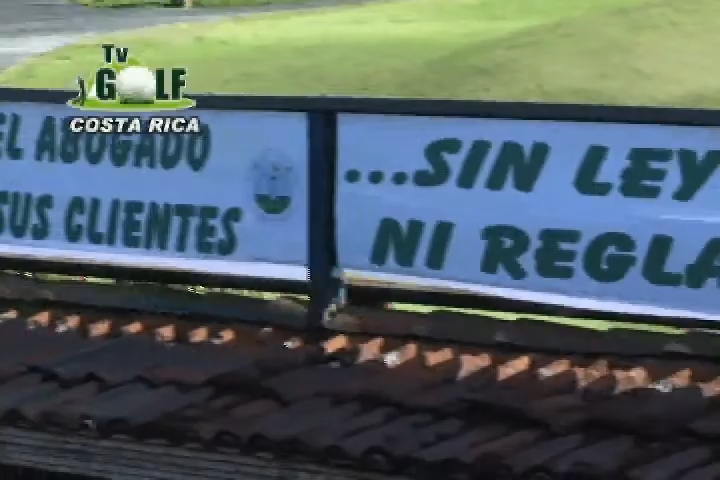 Tv
GOLF
COSTA RICA
EL ABOGADO
SUS CLIENTES
...SIN LEY
NI REGLA